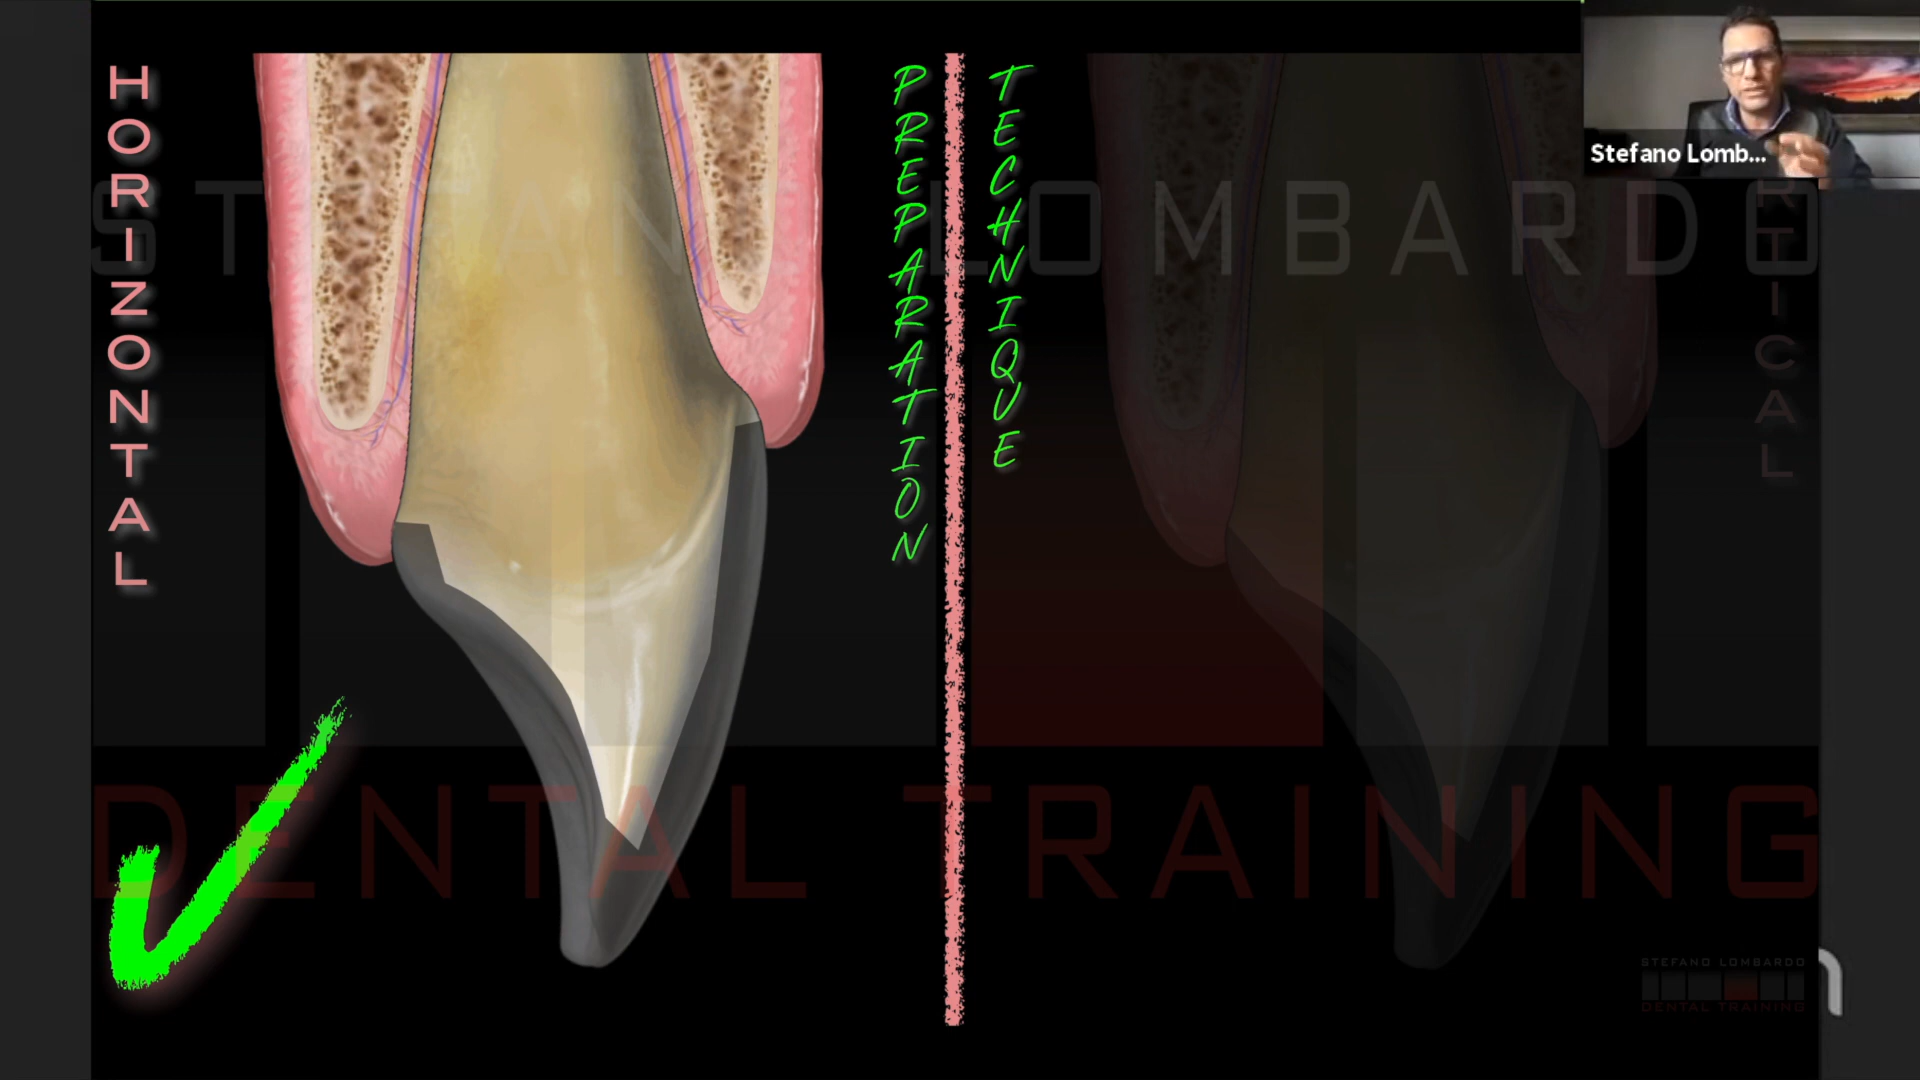 HORIZONTAL
PREPARATION
TECHNIQUE
RTICAL
Stefano Lomb...
STEFANO LOMBARDO
DENTAL TRAINING
STEFANO LOMBARDO
DENTAL TRAINING